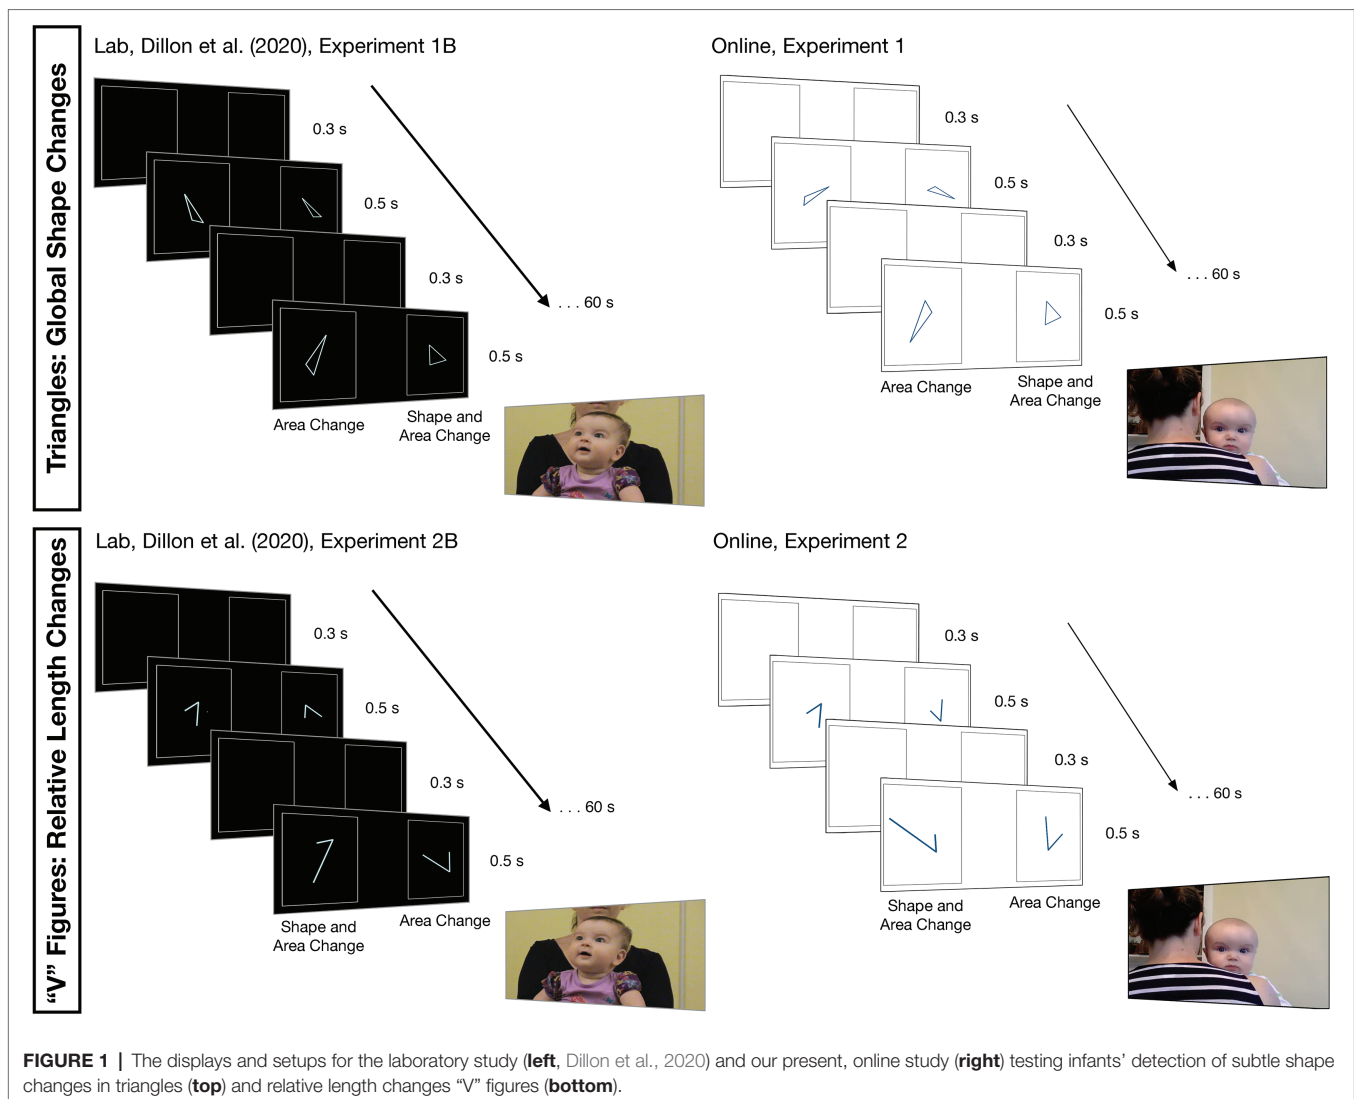 Triangles: Global Shape Changes
Lab, Dillon et al. (2020), Experiment 1B
0.3 s
0.5 s
0.3 s
. . . 60 s
0.5 s
Area Change
Shape and
Area Change
Online, Experiment 1
0.3 s
0.5 s
0.3 s
. . . 60 s
0.5 s
Area Change
Shape and
Area Change
"V" Figures: Relative Length Changes
Lab, Dillon et al. (2020), Experiment 2B
0.3 s
0.5 s
0.3 s
. . . 60 s
0.5 s
Shape and
Area Change
Area Change
Online, Experiment 2
0.3 s
0.5 s
0.3 s
. . . 60 s
0.5 s
Shape and
Area Change
Area Change
FIGURE 1 | The displays and setups for the laboratory study (left, Dillon et al., 2020) and our present, online study (right) testing infants' detection of subtle shape
changes in triangles (top) and relative length changes "V" figures (bottom).